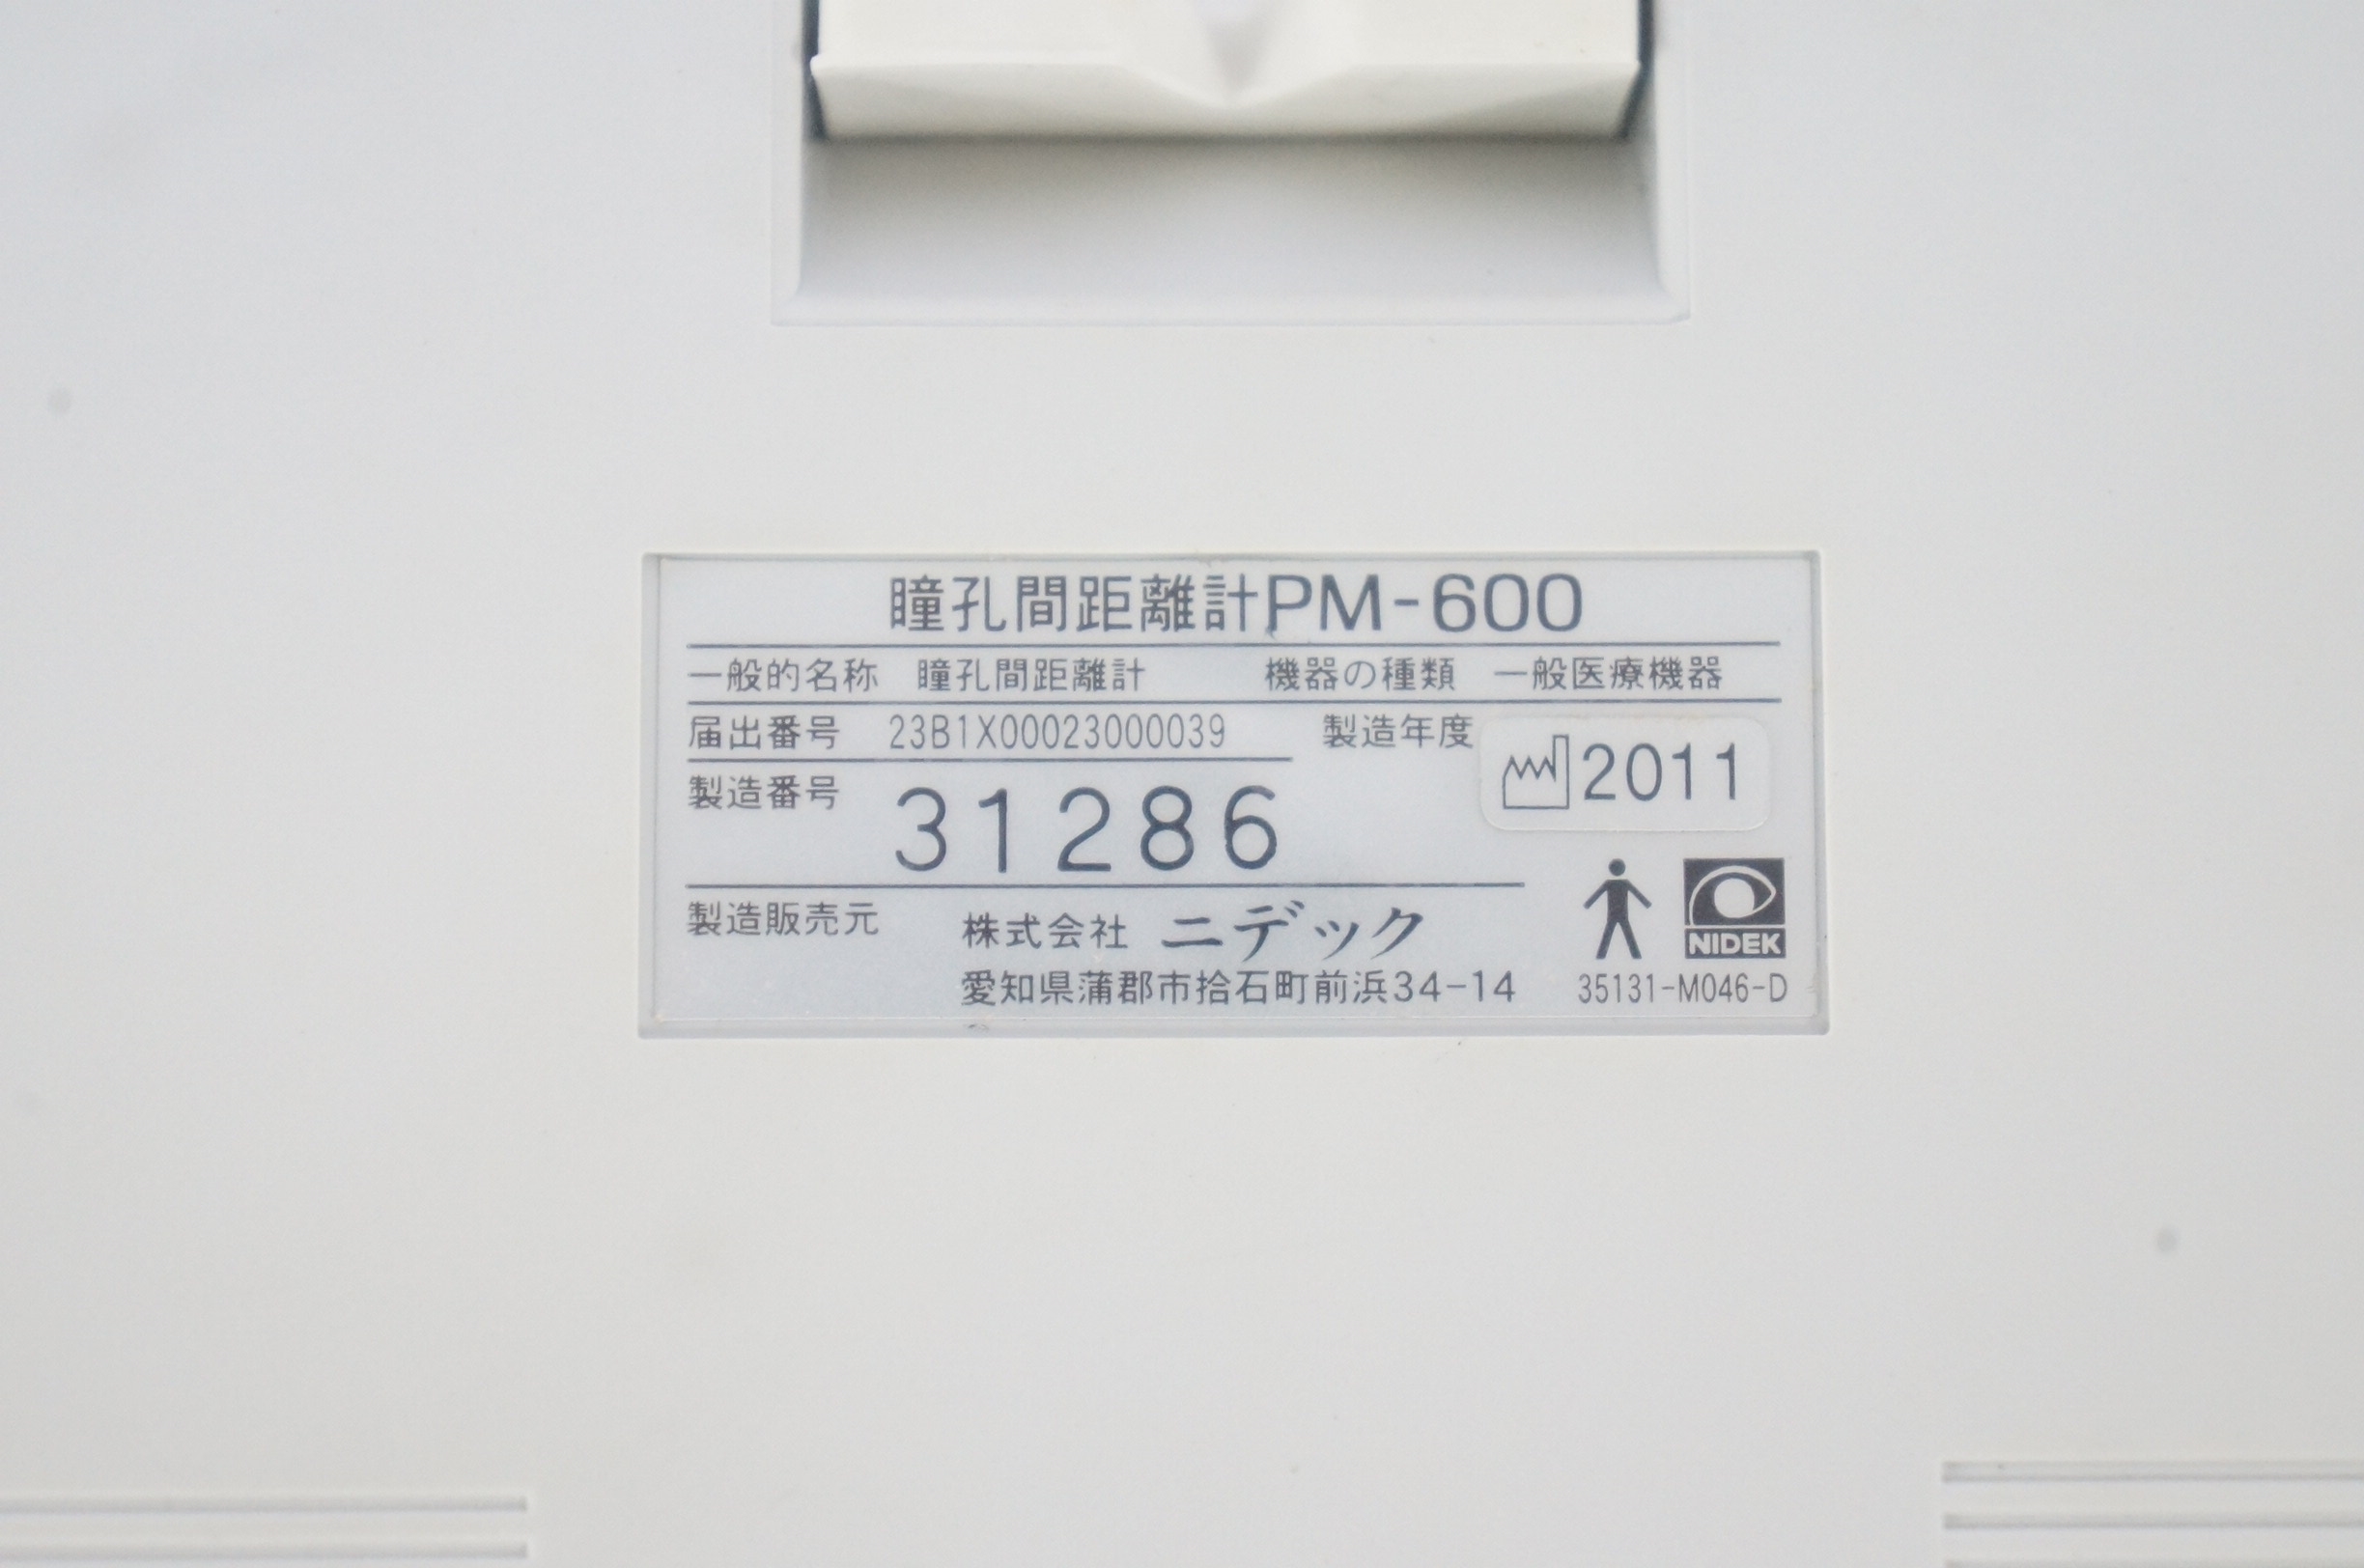 瞳孔間距離計PM-600
一般的名称 瞳孔間距離計 機器の種類 一般医療機器
届出番号 23B1X00023000039 製造年度 2011
製造番号 31286
製造販売元 株式会社 ニデック
NIDEK
愛知県蒲郡市拾石町前浜34-14 35131-M046-D